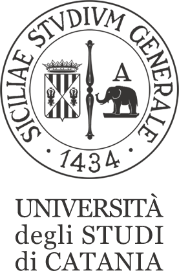 SICILIAE STVDIVM GENERALE
· 1434 ·
A
UNIVERSITÀ
degli STUDI
di CATANIA